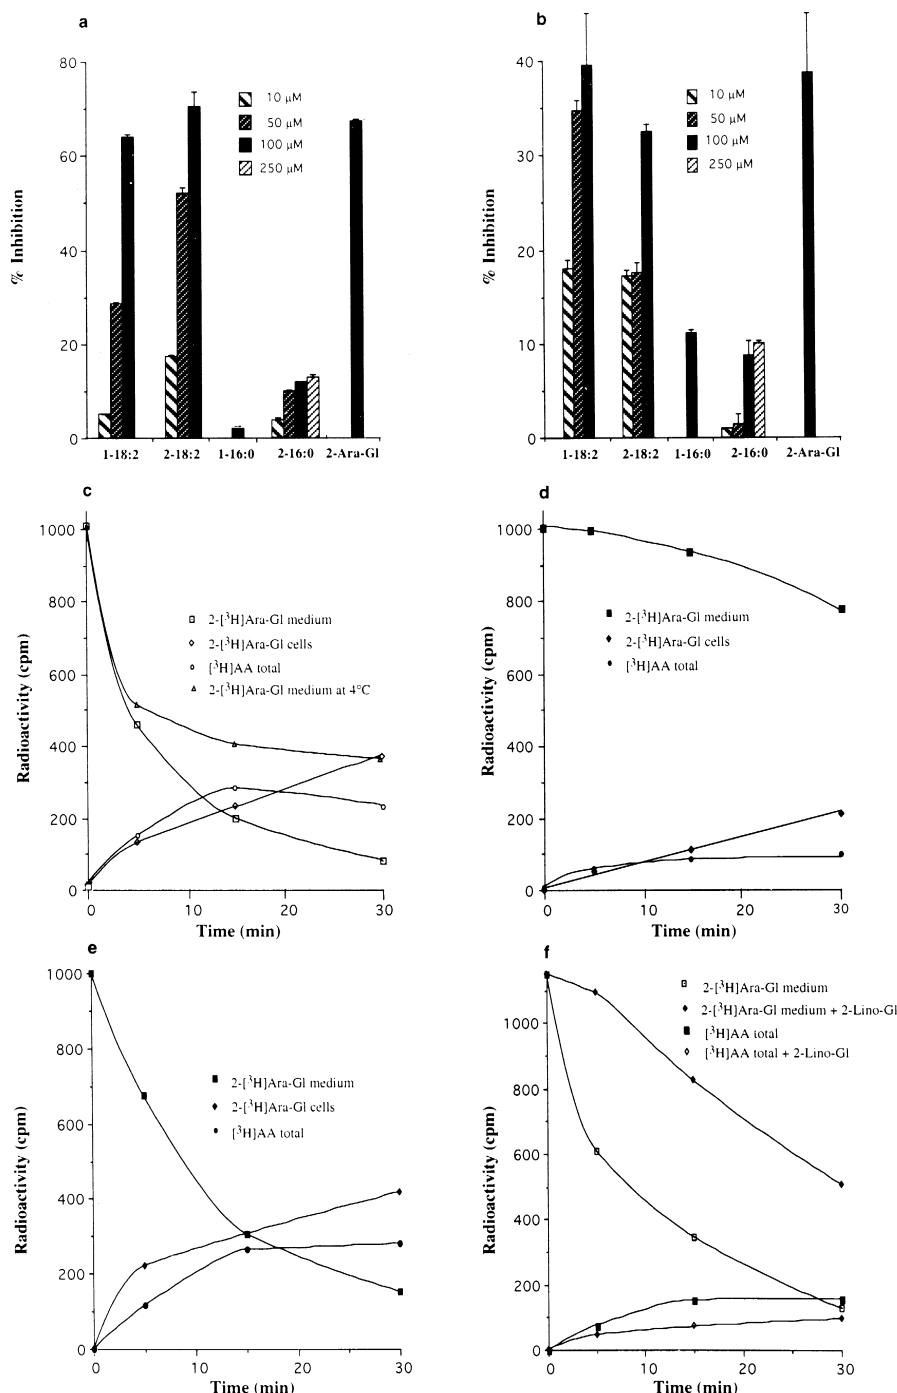 a
80
60
40
20
0
% Inhibition
10 µM
50 µM
100 µM
250 µM
1-18:2 2-18:2 1-16:0 2-16:0 2-Ara-Gl
b
40
30
20
10
0
% Inhibition
10 µM
50 µM
100 µM
250 µM
1-18:2 2-18:2 1-16:0 2-16:0 2-Ara-Gl
c
1000
800
600
400
200
0
Radioactivity (cpm)
2-[³H]Ara-Gl medium
2-[³H]Ara-Gl cells
[³H]AA total
2-[³H]Ara-Gl medium at 4°C
0 10 20 30
Time (min)
d
1000
800
600
400
200
0
Radioactivity (cpm)
2-[³H]Ara-Gl medium
2-[³H]Ara-Gl cells
[³H]AA total
0 10 20 30
Time (min)
e
1000
800
600
400
200
0
Radioactivity (cpm)
2-[³H]Ara-Gl medium
2-[³H]Ara-Gl cells
[³H]AA total
0 10 20 30
Time (min)
f
1000
800
600
400
200
0
Radioactivity (cpm)
2-[³H]Ara-Gl medium
2-[³H]Ara-Gl medium + 2-Lino-Gl
[³H]AA total
[³H]AA total + 2-Lino-Gl
0 10 20 30
Time (min)